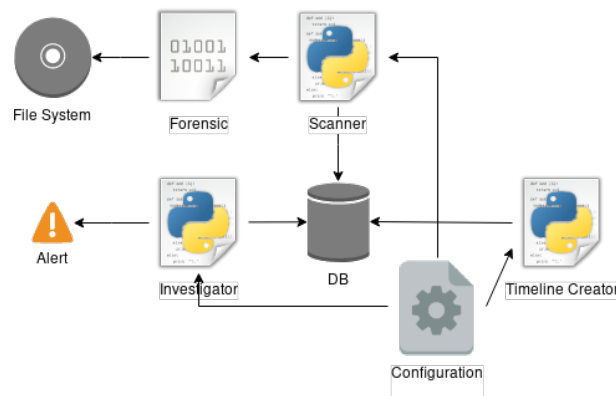 01001
10011
File System
Forensic
Scanner
Alert
Investigator
DB
Timeline Creator
Configuration